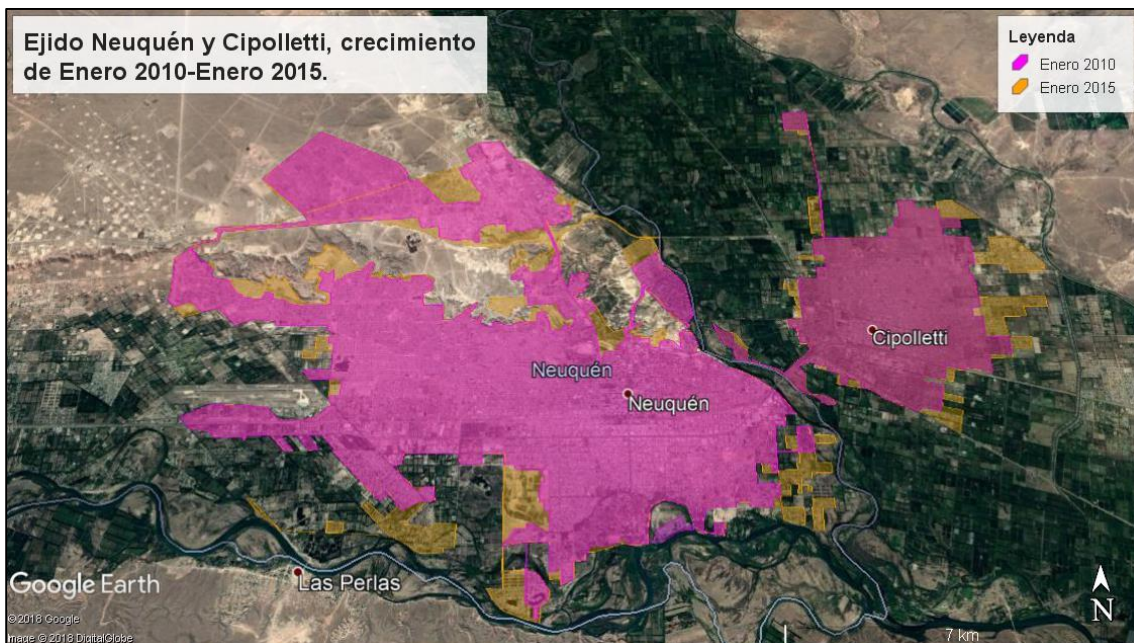 Ejido Neuquén y Cipolletti, crecimiento
de Enero 2010-Enero 2015.
Leyenda
Enero 2010
Enero 2015
Cipolletti
Neuquén
Neuquén
Las Perlas
Google Earth
©2018 Google
Image © 2018 DigitalGlobe
N
7 km